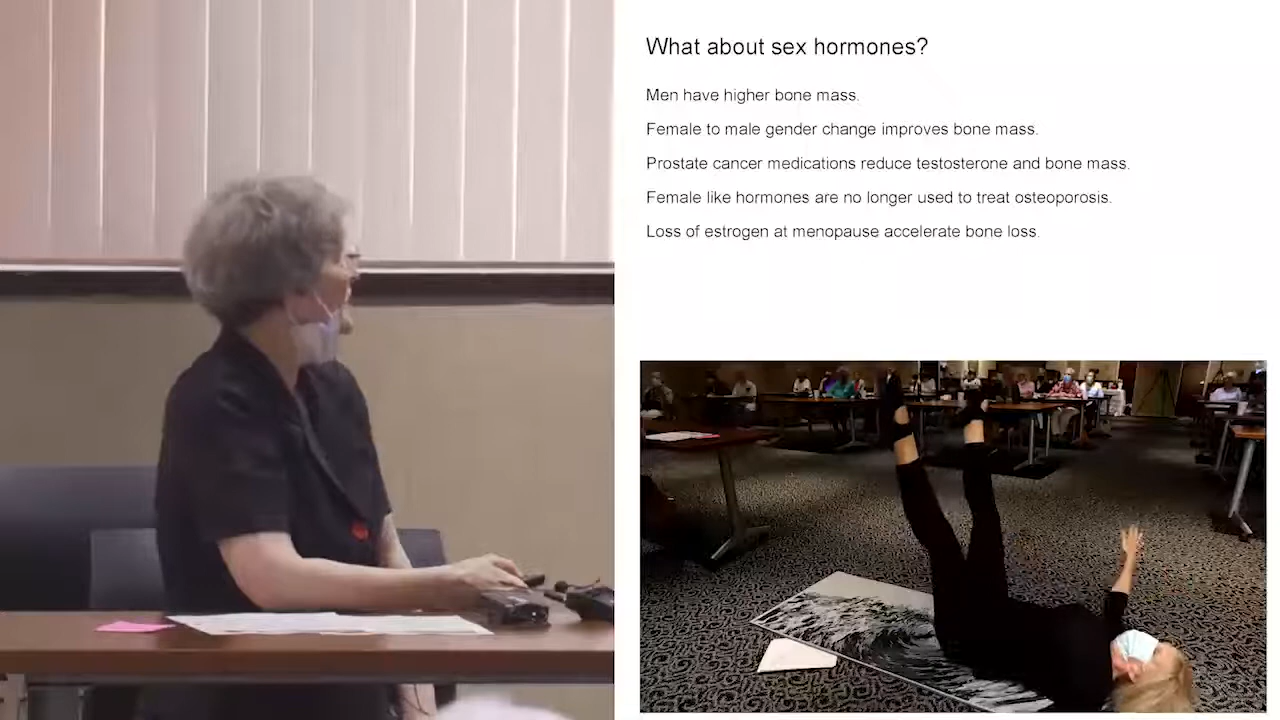 What about sex hormones?
Men have higher bone mass.
Female to male gender change improves bone mass.
Prostate cancer medications reduce testosterone and bone mass.
Female like hormones are no longer used to treat osteoporosis.
Loss of estrogen at menopause accelerate bone loss.